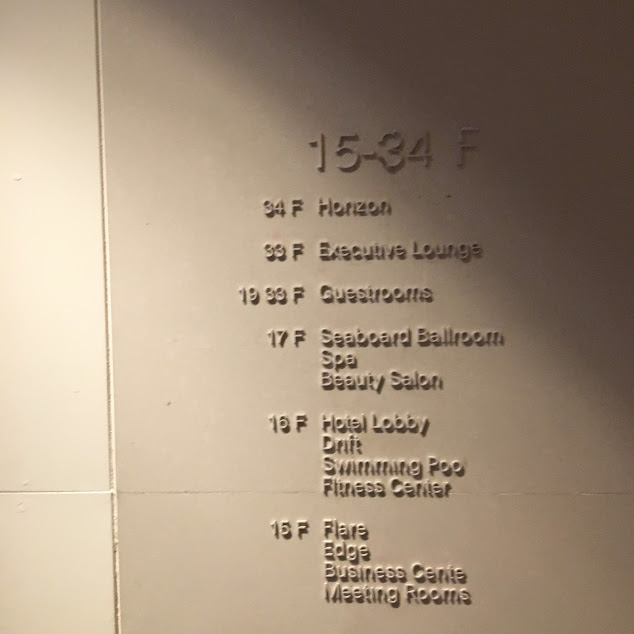 15-34 F
34 F Horizon
33 F Executive Lounge
19 33 F Guestrooms
17 F Seaboard Ballroom
Spa
Beauty Salon
16 F Hotel Lobby
Drift
Swimming Poo
Fitness Center
15 F Flare
Edge
Business Cente
Meeting Rooms